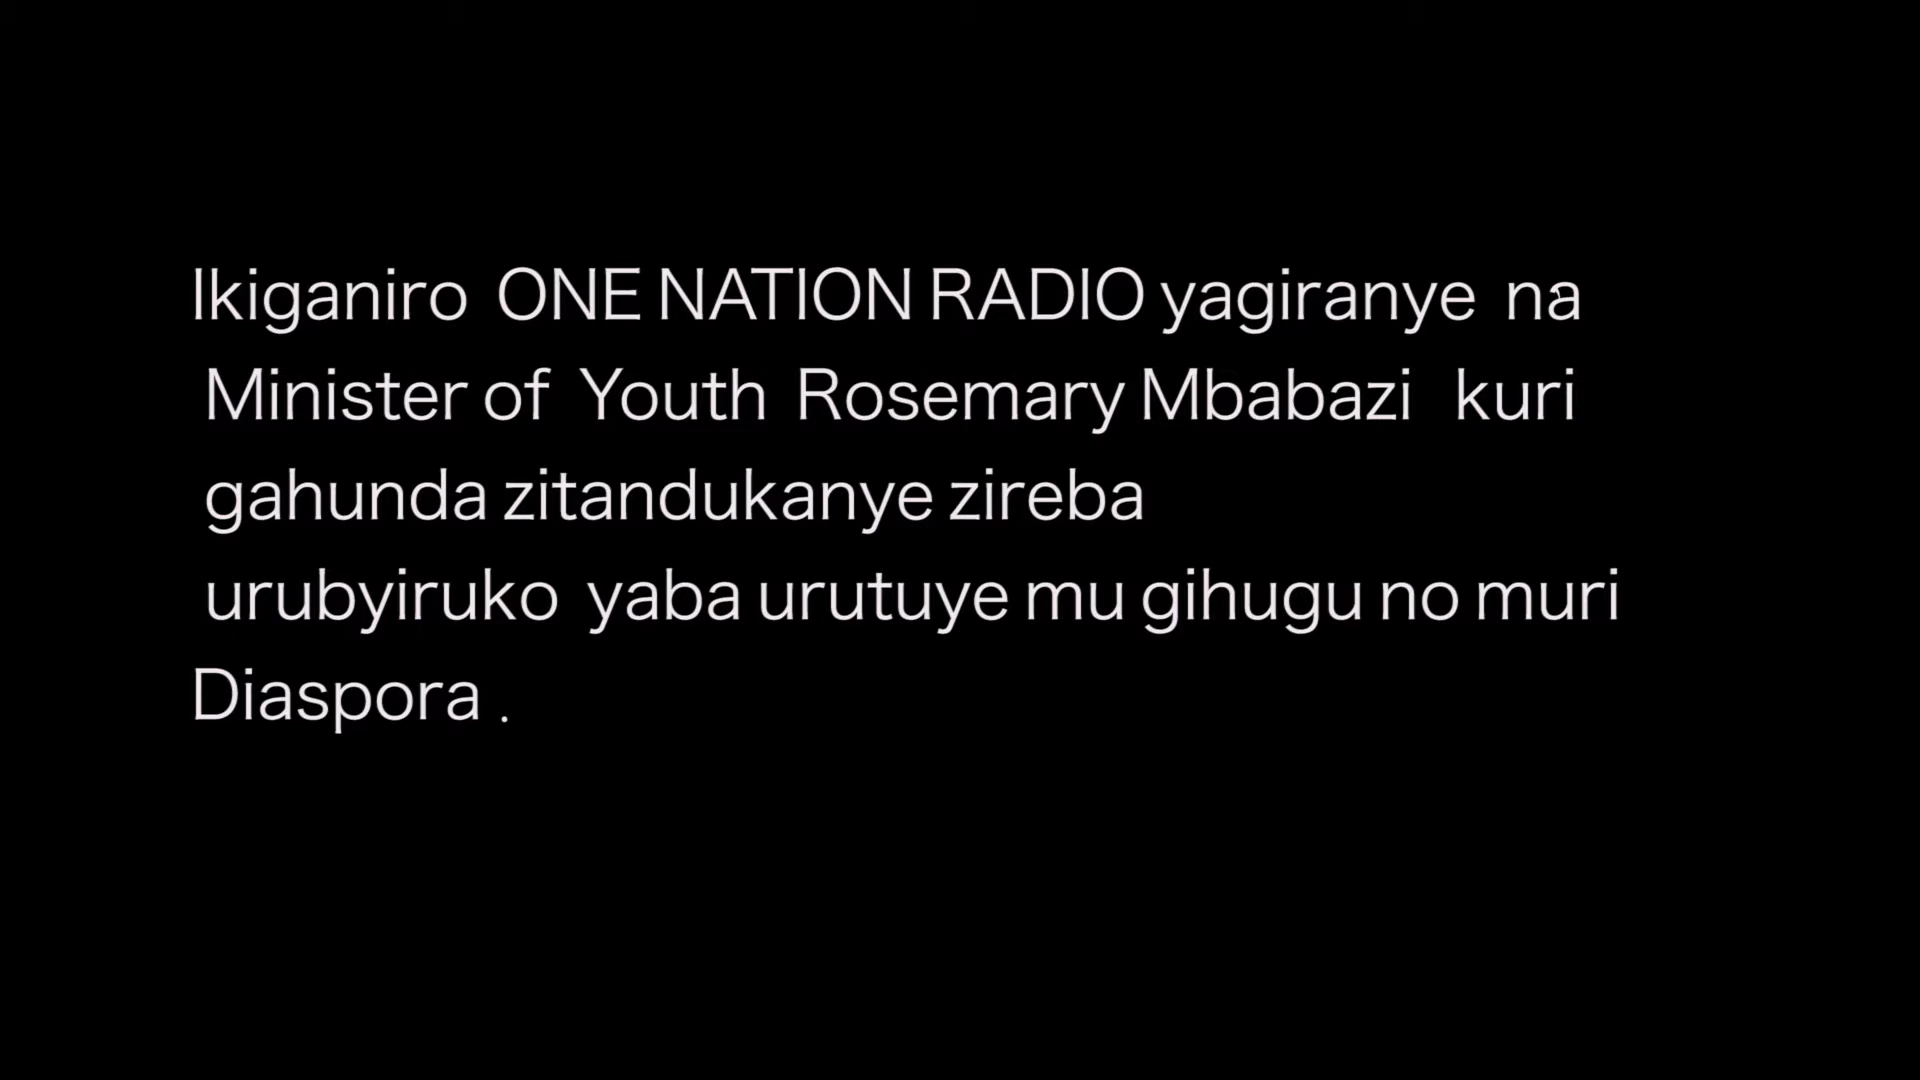 Ikiganiro ONE NATION RADIO yagiranye na
Minister of Youth Rosemary Mbabazi kuri
gahunda zitandukanye zireba
urubyiruko yaba urutuye mu gihugu no muri
Diaspora .